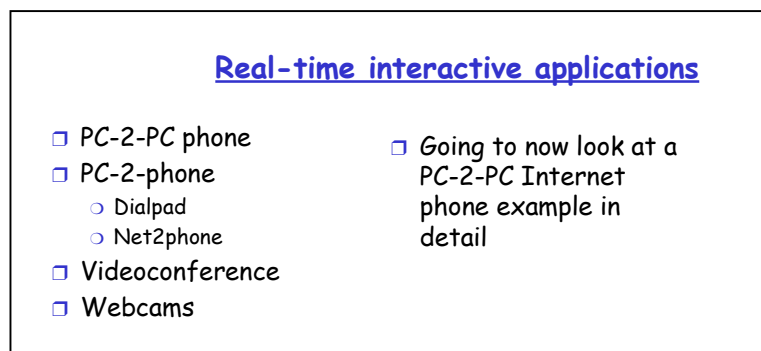 Real-time interactive applications
❒ PC-2-PC phone
❒ PC-2-phone
❍ Dialpad
❍ Net2phone
❒ Videoconference
❒ Webcams
❒ Going to now look at a
PC-2-PC Internet
phone example in
detail